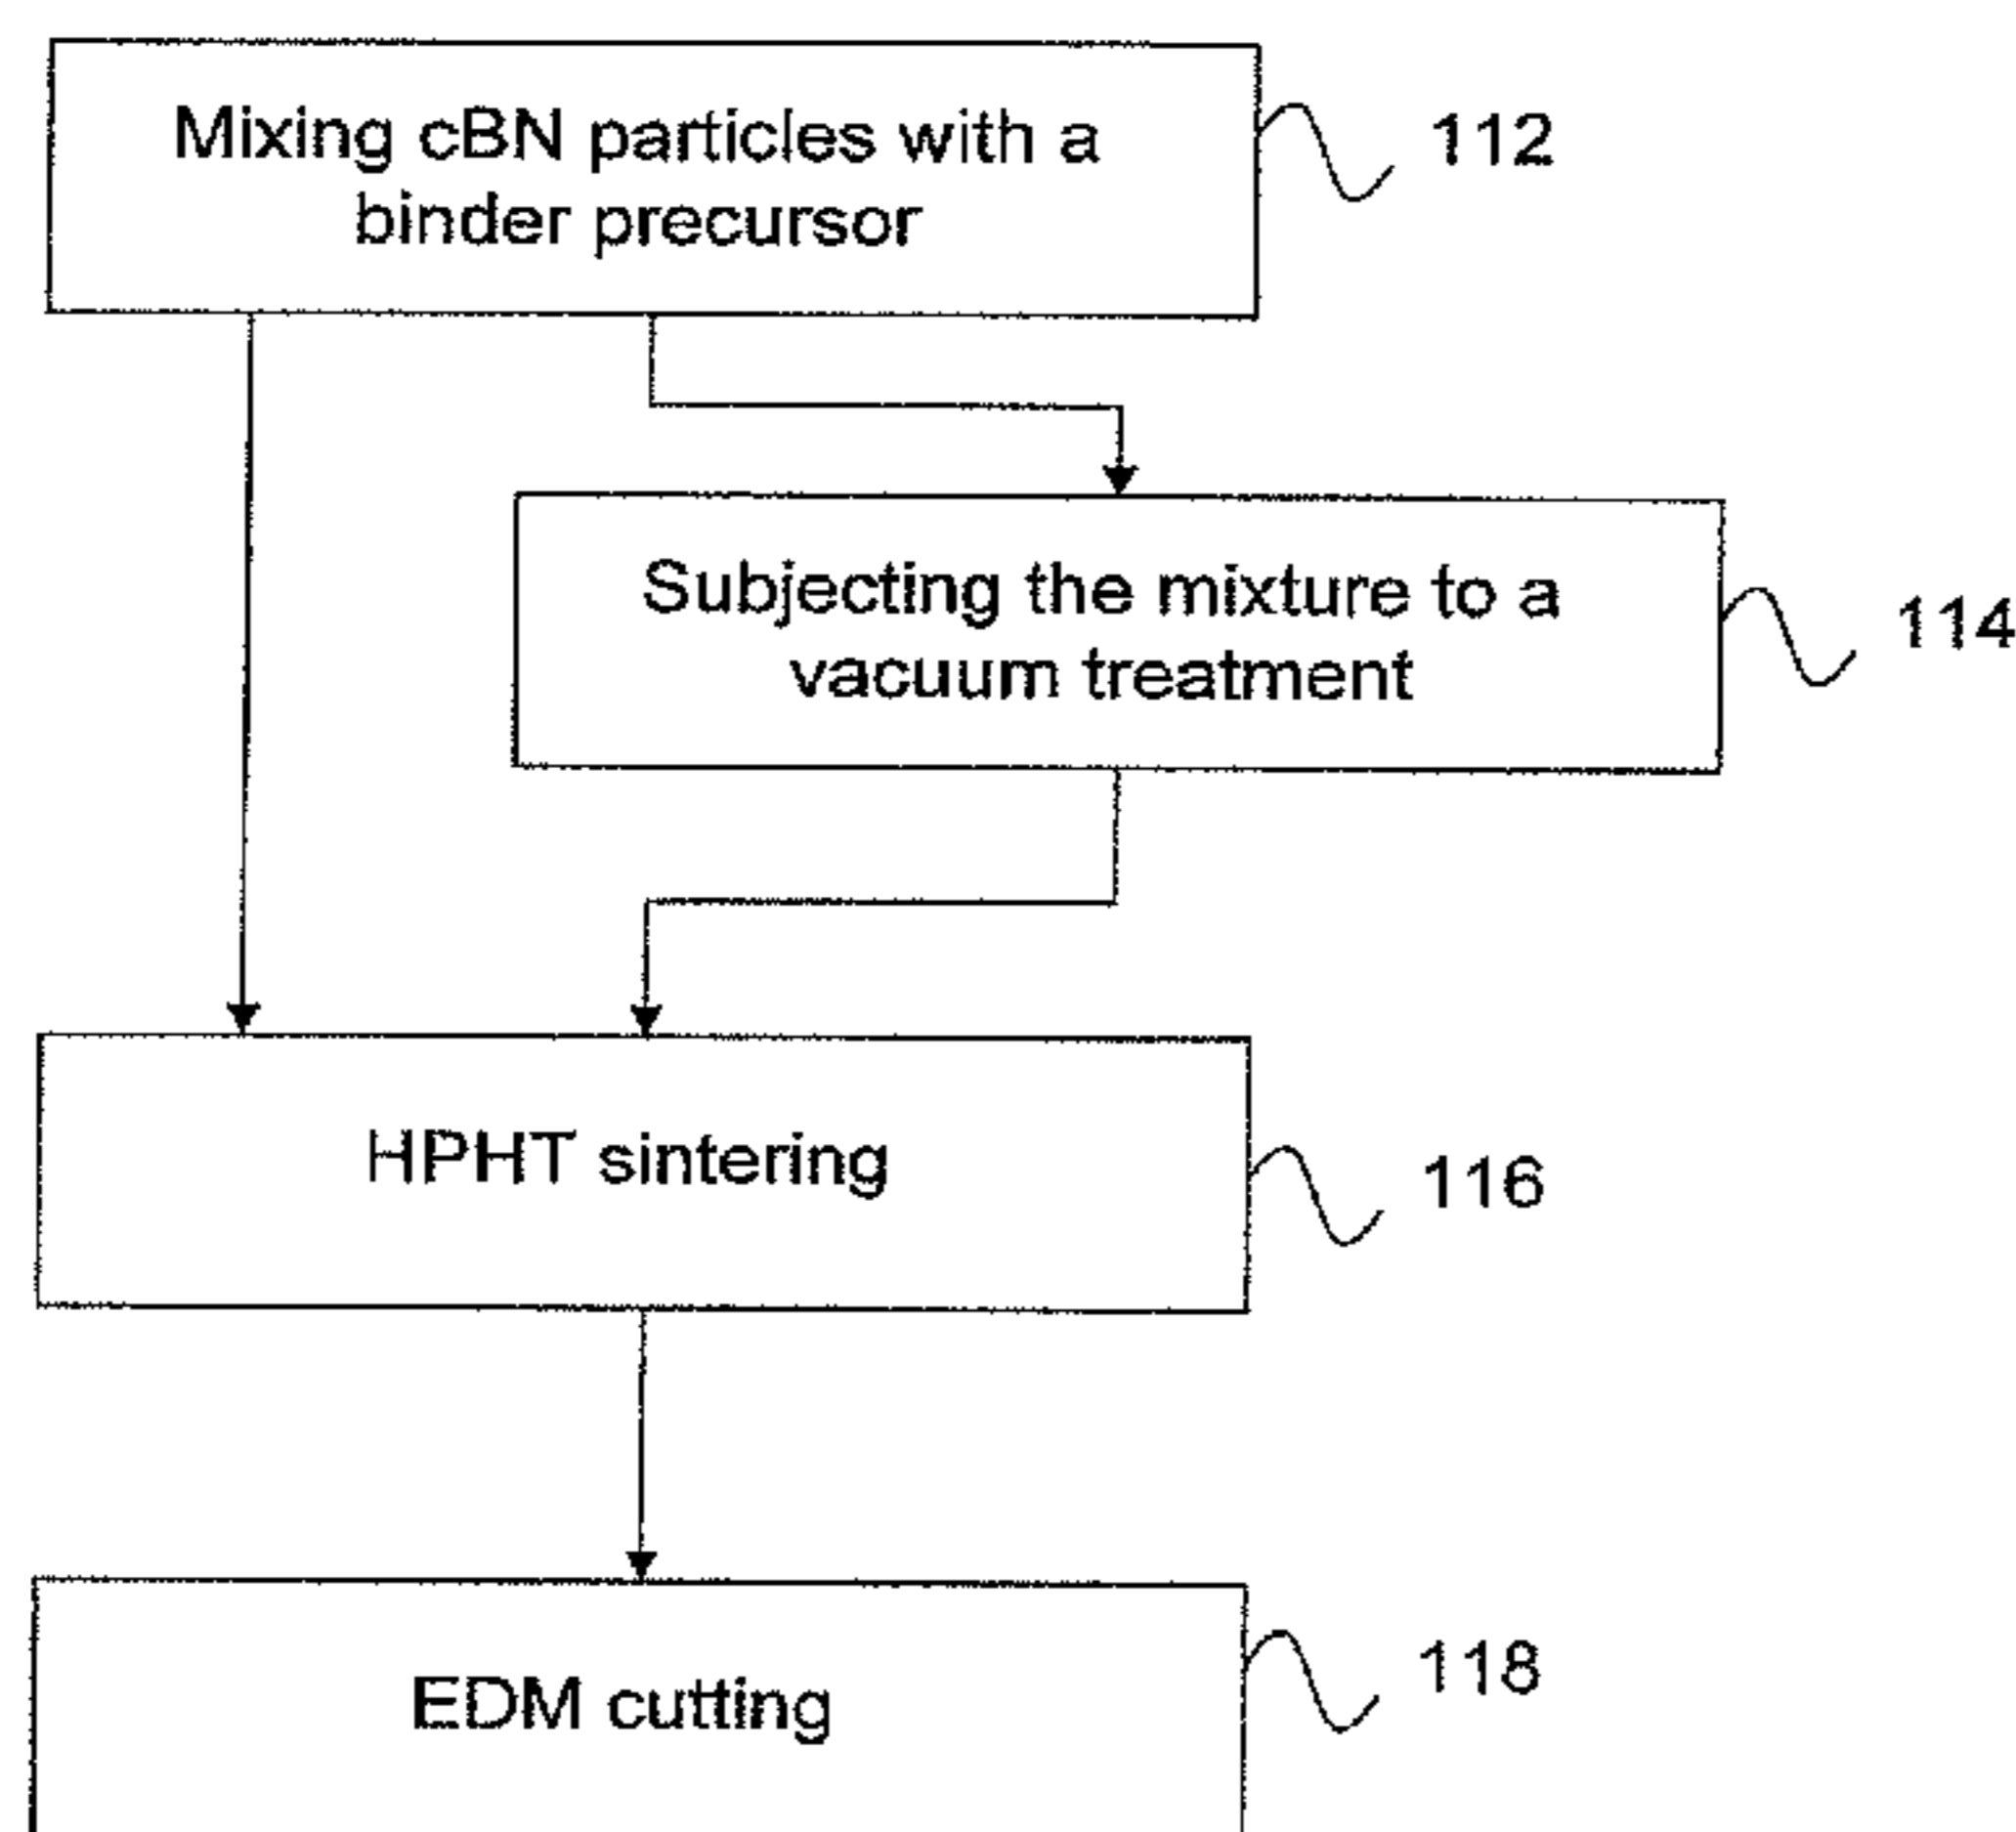 Mixing cBN particles with a
binder precursor
112
Subjecting the mixture to a
vacuum treatment
114
HPHT sintering
116
EDM cutting
118